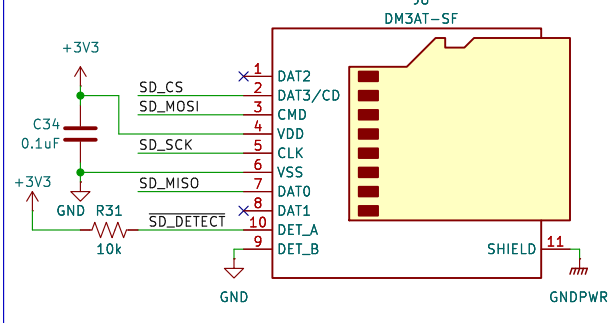 DM3AT-SF
+3V3
1 DAT2
SD_CS 2 DAT3/CD
SD_MOSI 3 CMD
C34 4 VDD
0.1uF SD_SCK 5 CLK
6 VSS
+3V3 SD_MISO 7 DAT0
GND R31 8 DAT1
SD_DETECT 10 DET_A
10k 9 DET_B SHIELD 11
GND GNDPWR